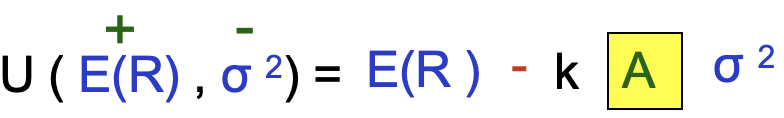 + -
U ( E(R) , σ ²) = E(R ) - k A σ ²